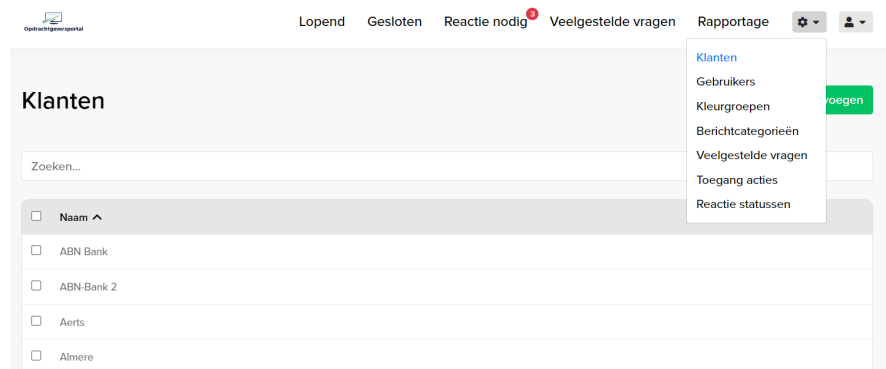 Opdrachtgeversportal
Lopend Gesloten Reactie nodig 3 Veelgestelde vragen Rapportage
Klanten
Gebruikers
Kleurgroepen
Berichtcategorieën
Veelgestelde vragen
Toegang acties
Reactie statussen
Klanten
Zoeken...
Naam
ABN Bank
ABN-Bank 2
Aerts
Almere